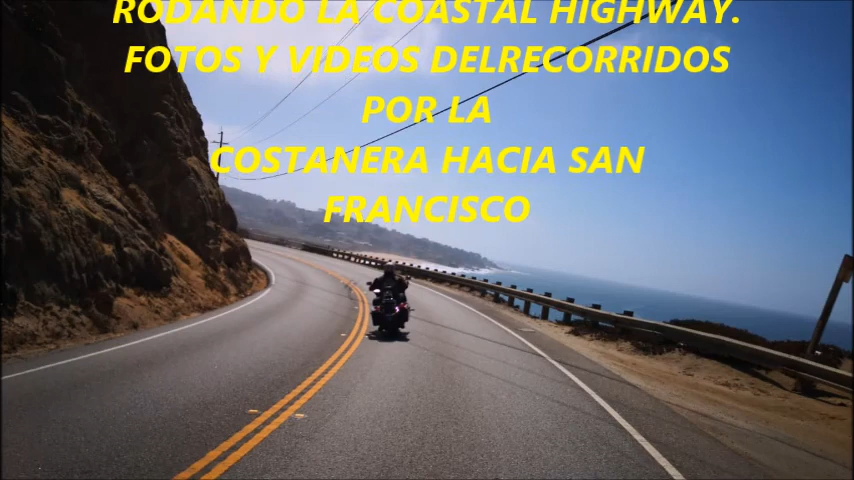 RODANDO LA COASTAL HIGHWAY.
FOTOS Y VIDEOS DELRECORRIDOS
POR LA
COSTANERA HACIA SAN
FRANCISCO